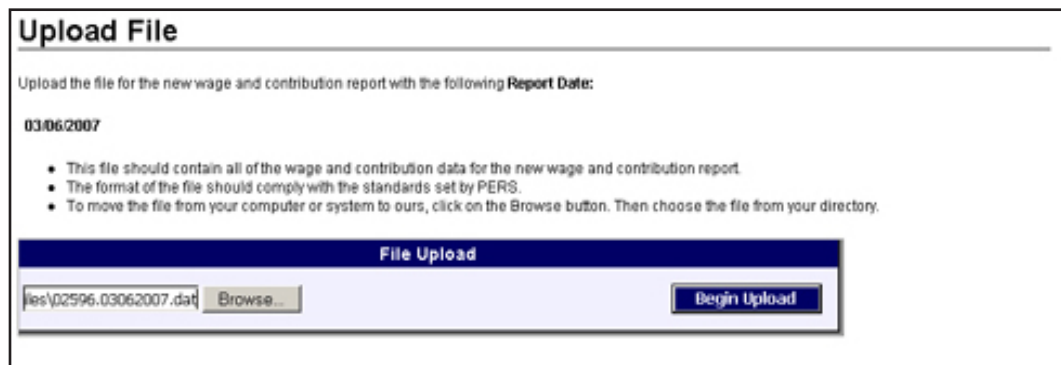 Upload File
Upload the file for the new wage and contribution report with the following Report Date:
03/06/2007
• This file should contain all of the wage and contribution data for the new wage and contribution report.
• The format of the file should comply with the standards set by PERS.
• To move the file from your computer or system to ours, click on the Browse button. Then choose the file from your directory.
File Upload
iles\02596.03062007.dat Browse... Begin Upload